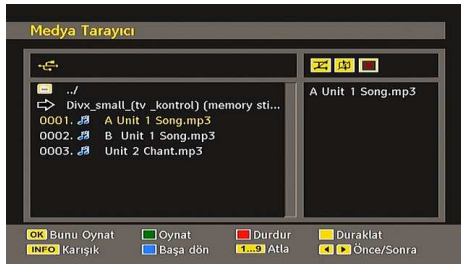 Medya Tarayıcı
../
Divx_small_(tv _kontrol) (memory sti...
0001. A Unit 1 Song.mp3
0002. B Unit 1 Song.mp3
0003. Unit 2 Chant.mp3
A Unit 1 Song.mp3
OK Bunu Oynat Oynat Durdur Duraklat
INFO Karışık Başa dön 1...9 Atla Önce/Sonra